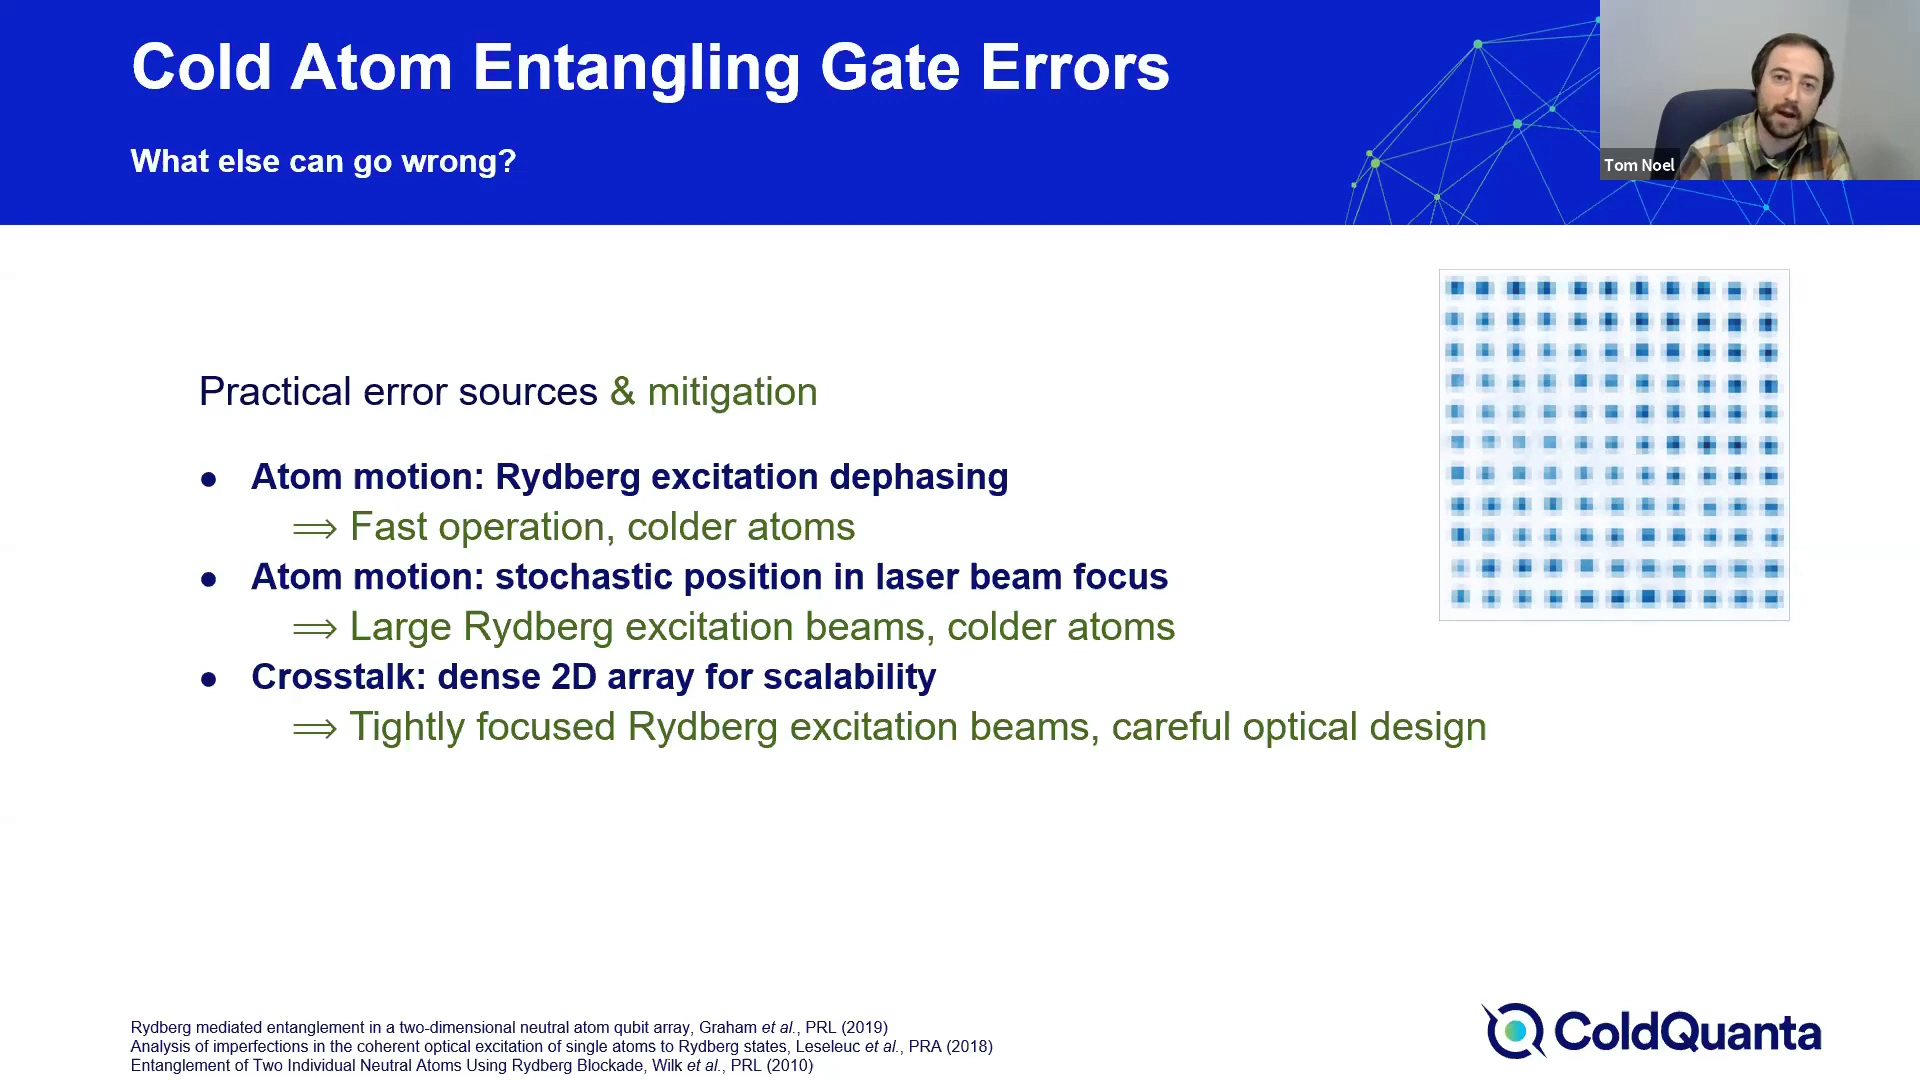 Cold Atom Entangling Gate Errors
What else can go wrong?
Tom Noel
Practical error sources & mitigation
● Atom motion: Rydberg excitation dephasing
⟹ Fast operation, colder atoms
● Atom motion: stochastic position in laser beam focus
⟹ Large Rydberg excitation beams, colder atoms
● Crosstalk: dense 2D array for scalability
⟹ Tightly focused Rydberg excitation beams, careful optical design
Rydberg mediated entanglement in a two-dimensional neutral atom qubit array, Graham et al., PRL (2019)
Analysis of imperfections in the coherent optical excitation of single atoms to Rydberg states, Leseleuc et al., PRA (2018)
Entanglement of Two Individual Neutral Atoms Using Rydberg Blockade, Wilk et al., PRL (2010)
ColdQuanta